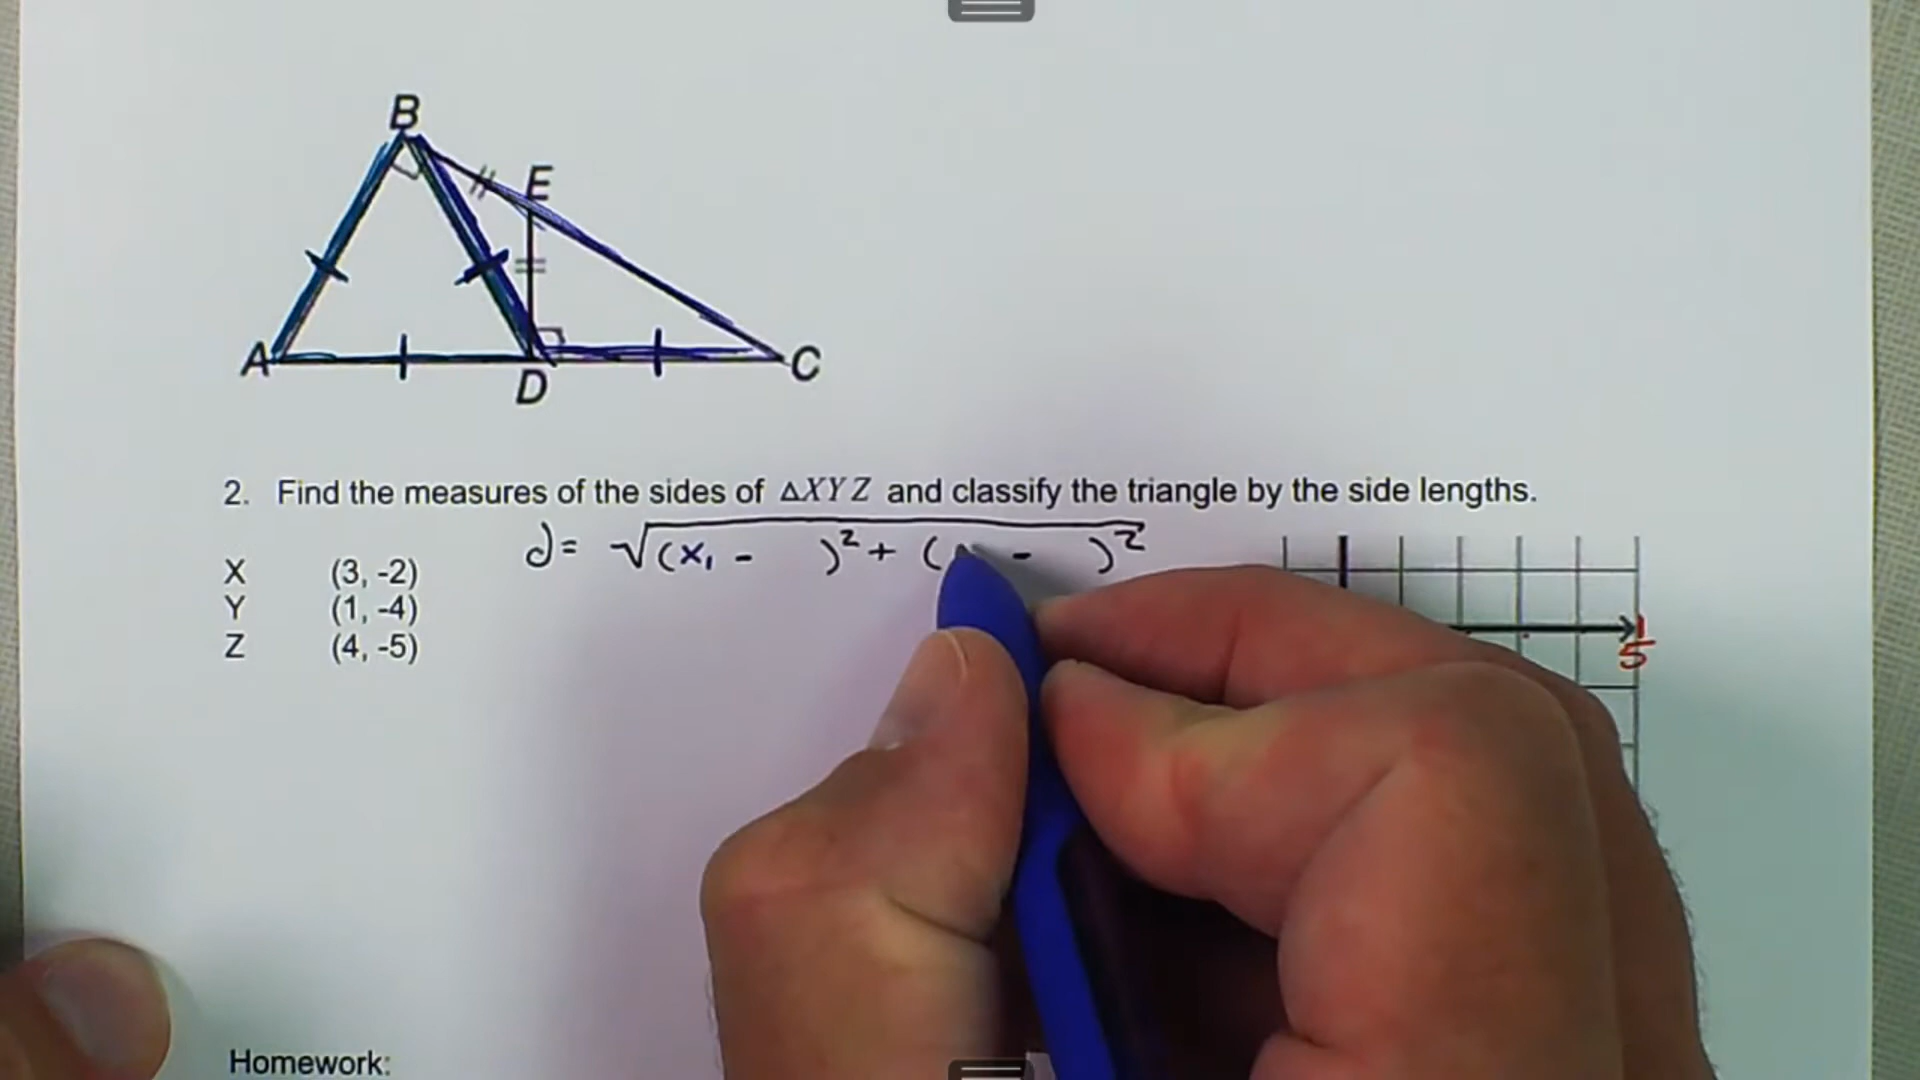 B
E
A
D
C
2. Find the measures of the sides of ΔXYZ and classify the triangle by the side lengths.
d = √(x₁ - )² + ( - )²
X (3, -2)
Y (1, -4)
Z (4, -5)
5
Homework: